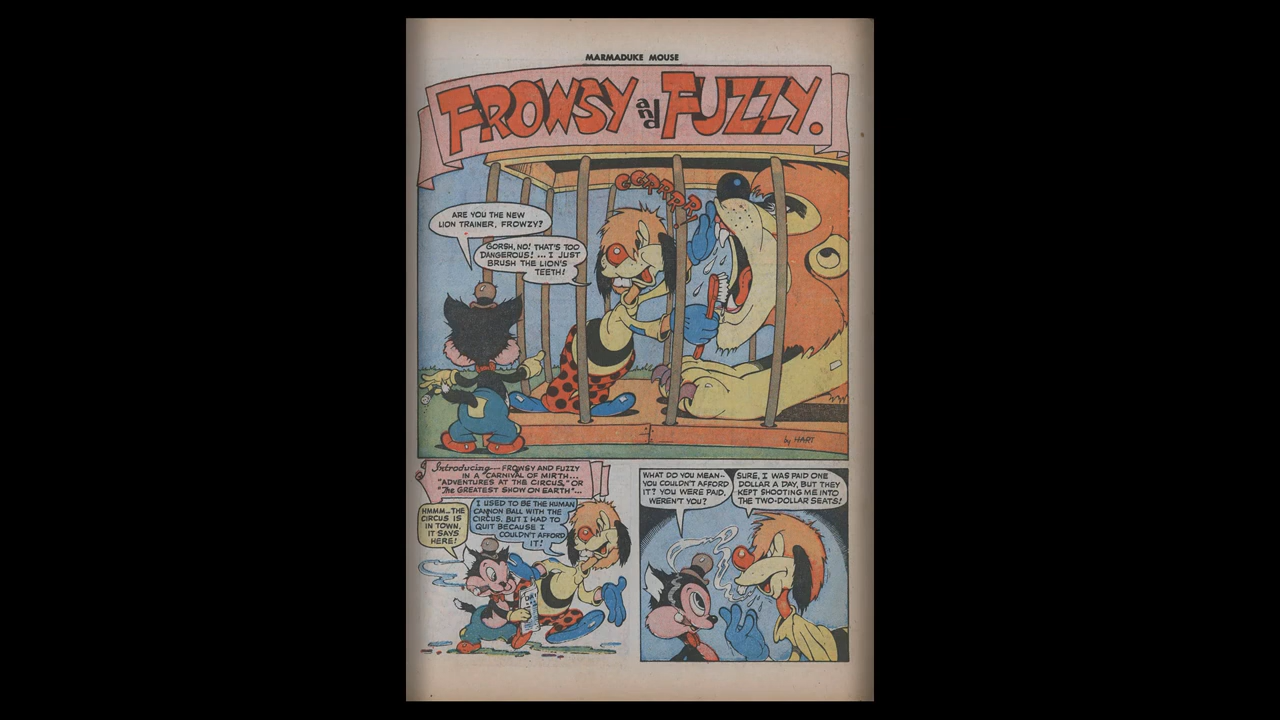 MARMADUKE MOUSE
FROWSY and FUZZY.
GGRRRR!
ARE YOU THE NEW
LION TRAINER, FROWZY?
GORSH, NO! THAT'S TOO
DANGEROUS! ... I JUST
BRUSH THE LION'S
TEETH!
by HART
Introducing--- FROWSY AND FUZZY
IN A "CARNIVAL OF MIRTH...
"ADVENTURES AT THE CIRCUS," OR
"The GREATEST SHOW ON EARTH"...
HMMM...THE
CIRCUS IS
IN TOWN,
IT SAYS
HERE!
I USED TO BE THE HUMAN
CANNON BALL WITH THE
CIRCUS. BUT I HAD TO
QUIT BECAUSE I
COULDN'T AFFORD
IT!
WHAT DO YOU MEAN--
YOU COULDN'T AFFORD
IT? YOU WERE PAID,
WEREN'T YOU?
SURE, I WAS PAID ONE
DOLLAR A DAY, BUT THEY
KEPT SHOOTING ME INTO
THE TWO-DOLLAR SEATS!